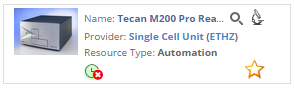 Name: Tecan M200 Pro Rea...
Provider: Single Cell Unit (ETHZ)
Resource Type: Automation